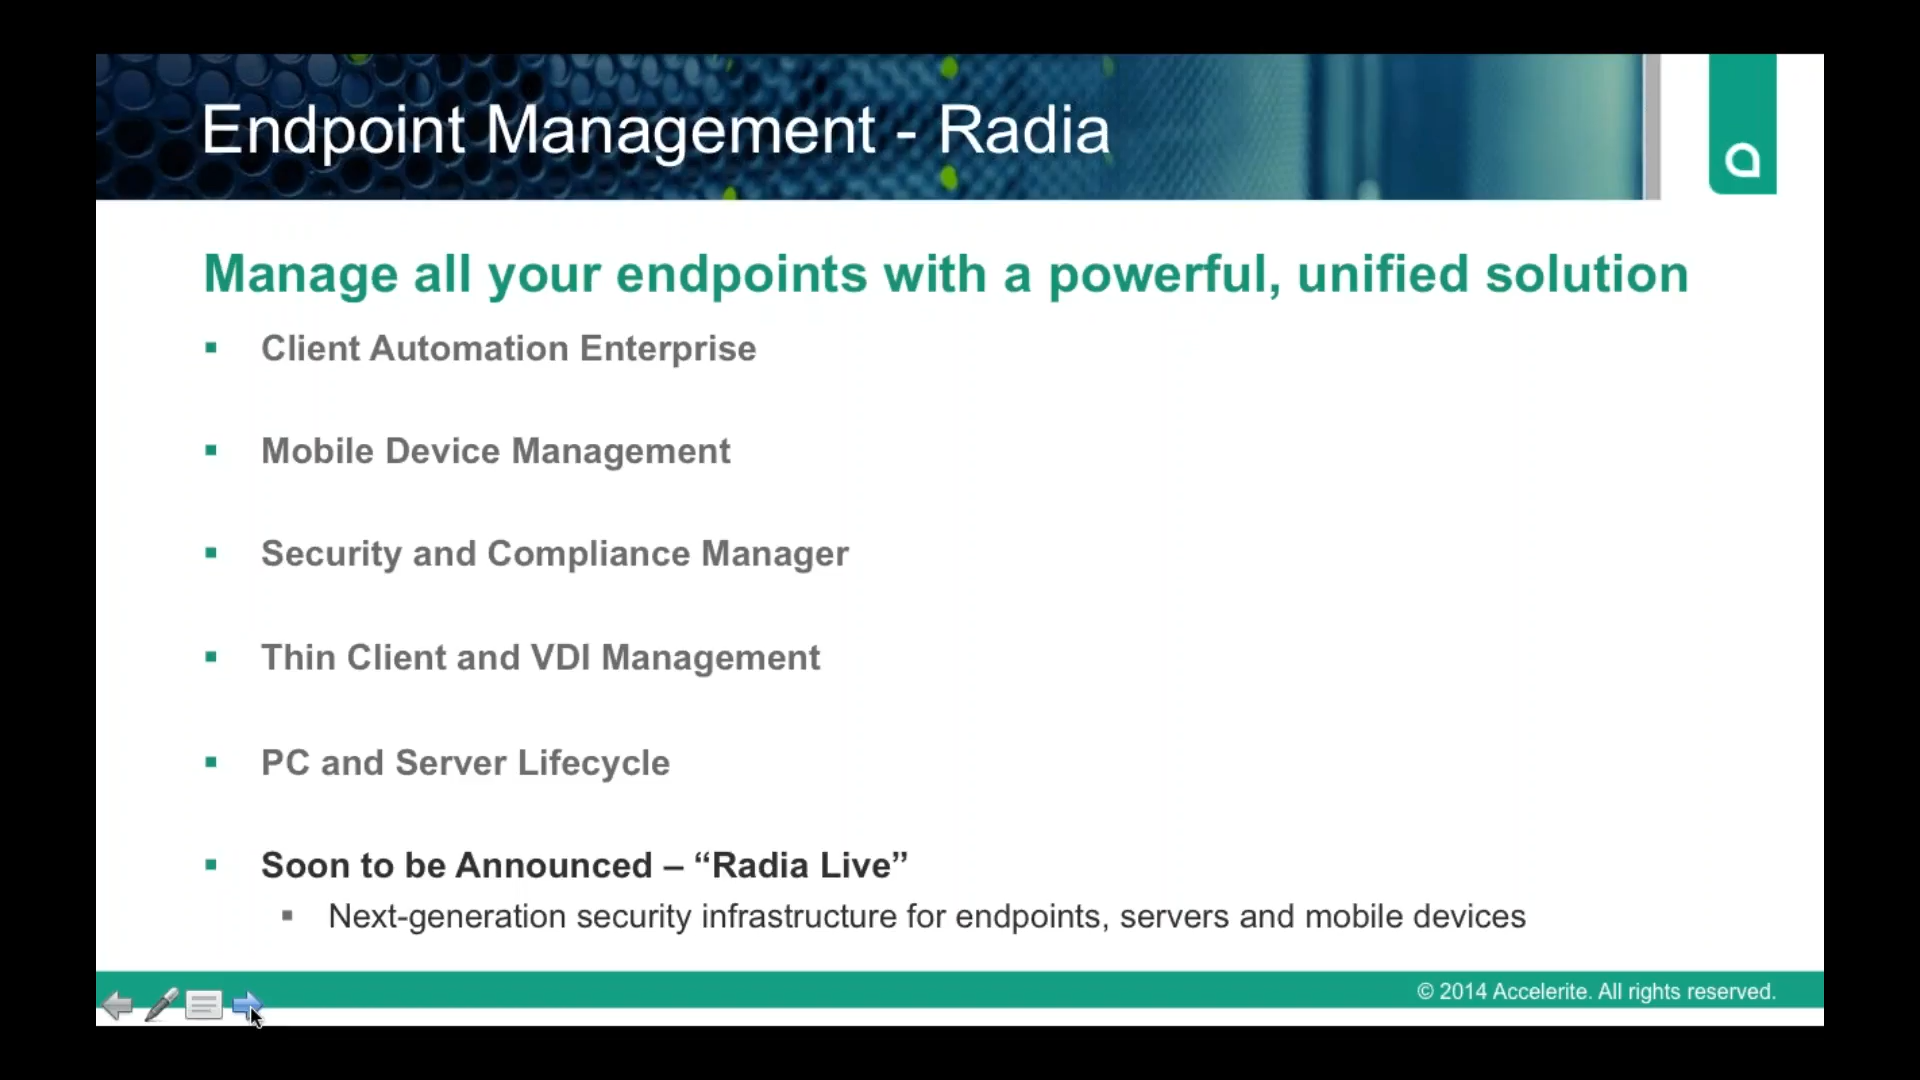 Endpoint Management - Radia
Manage all your endpoints with a powerful, unified solution
Client Automation Enterprise
Mobile Device Management
Security and Compliance Manager
Thin Client and VDI Management
PC and Server Lifecycle
Soon to be Announced – “Radia Live”
Next-generation security infrastructure for endpoints, servers and mobile devices
© 2014 Accelerite. All rights reserved.